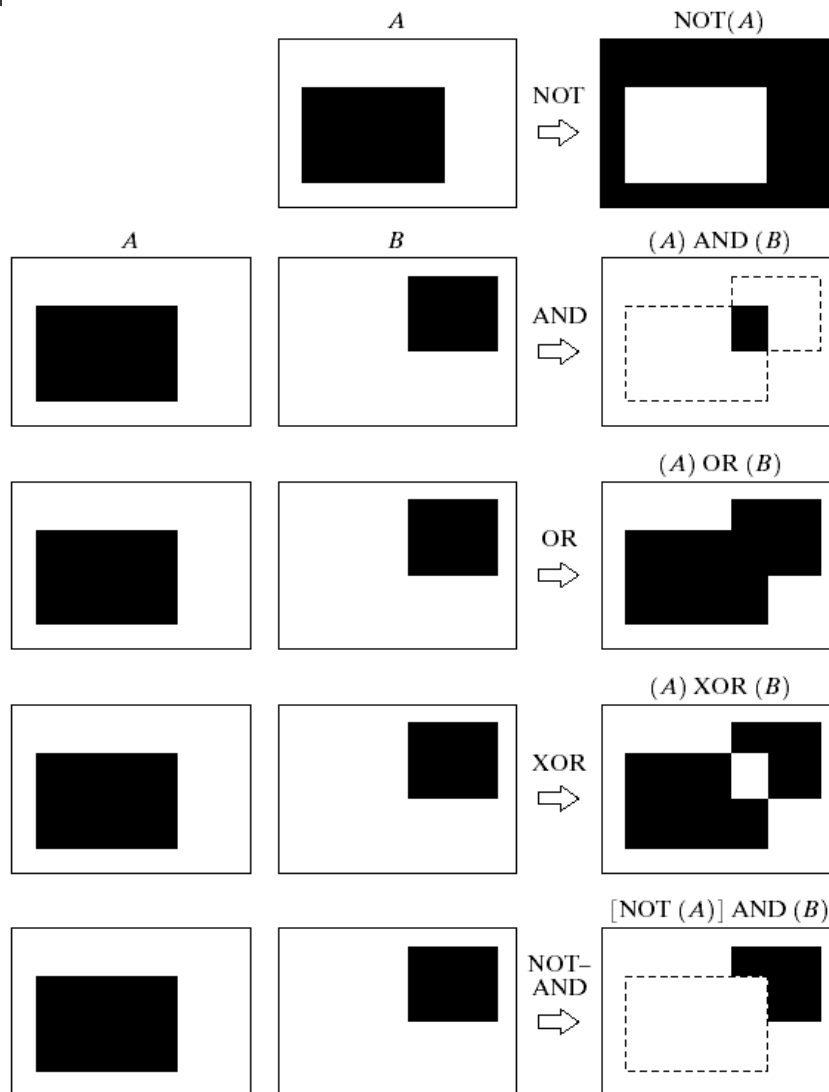 A
NOT(A)
NOT
A
B
(A) AND (B)
AND
(A) OR (B)
OR
(A) XOR (B)
XOR
[NOT (A)] AND (B)
NOT–
AND